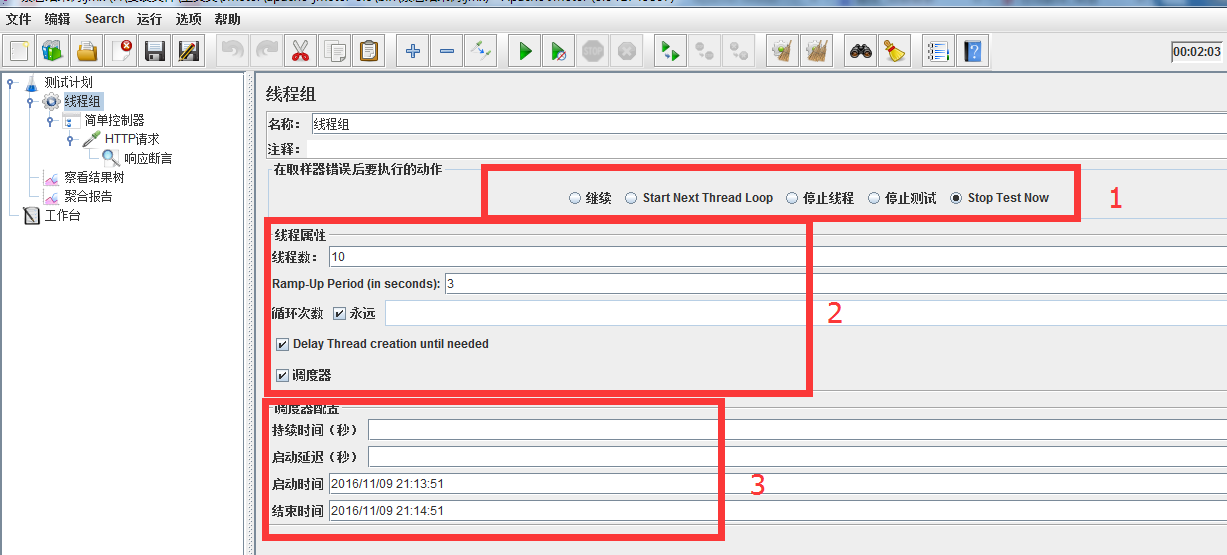 文件 编辑 Search 运行 选项 帮助
STOP
00:02:03
测试计划
线程组
简单控制器
HTTP请求
响应断言
察看结果树
聚合报告
工作台
线程组
名称： 线程组
注释：
在取样器错误后要执行的动作
继续 Start Next Thread Loop 停止线程 停止测试 Stop Test Now
1
线程属性
线程数： 10
Ramp-Up Period (in seconds): 3
循环次数 永远
2
Delay Thread creation until needed
调度器
调度器配置
持续时间（秒）
启动延迟（秒）
启动时间 2016/11/09 21:13:51
3
结束时间 2016/11/09 21:14:51